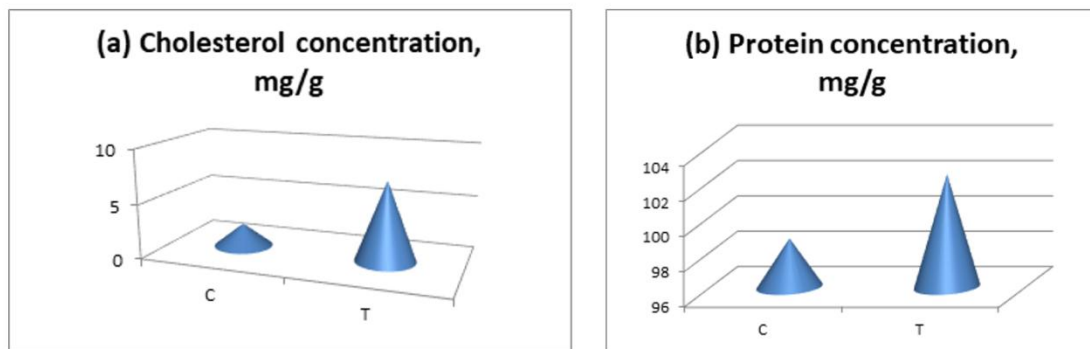 (a) Cholesterol concentration,
mg/g
10
5
0
C
T
(b) Protein concentration,
mg/g
104
102
100
98
96
C
T